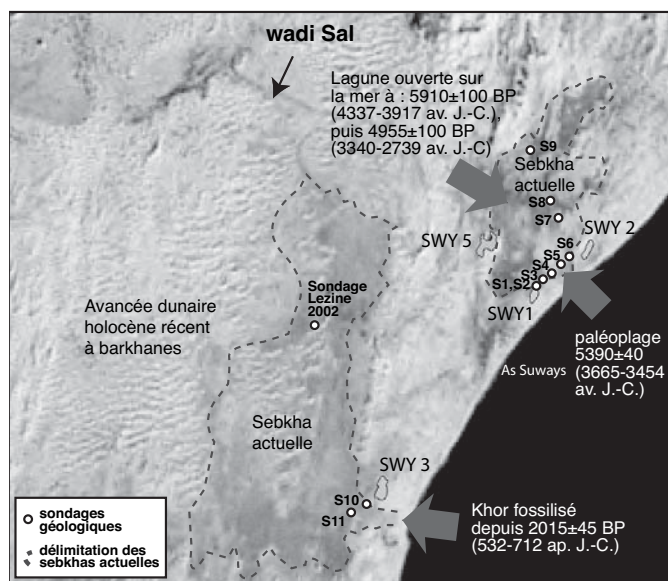 wadi Sal
Lagune ouverte sur
la mer à : 5910±100 BP
(4337-3917 av. J.-C.),
puis 4955±100 BP
(3340-2739 av. J.-C)
S9
Sebkha
actuelle
S8
S7
SWY 5
SWY 2
S6
S5
S4
S3
S1,S2
SWY1
Sondage
Lezine
2002
Avancée dunaire
holocène récent
à barkhanes
paléoplage
5390±40
(3665-3454
av. J.-C.)
As Suways
Sebkha
actuelle
SWY 3
S10
S11
Khor fossilisé
depuis 2015±45 BP
(532-712 ap. J.-C.)
sondages
géologiques
délimitation des
sebkhas actuelles